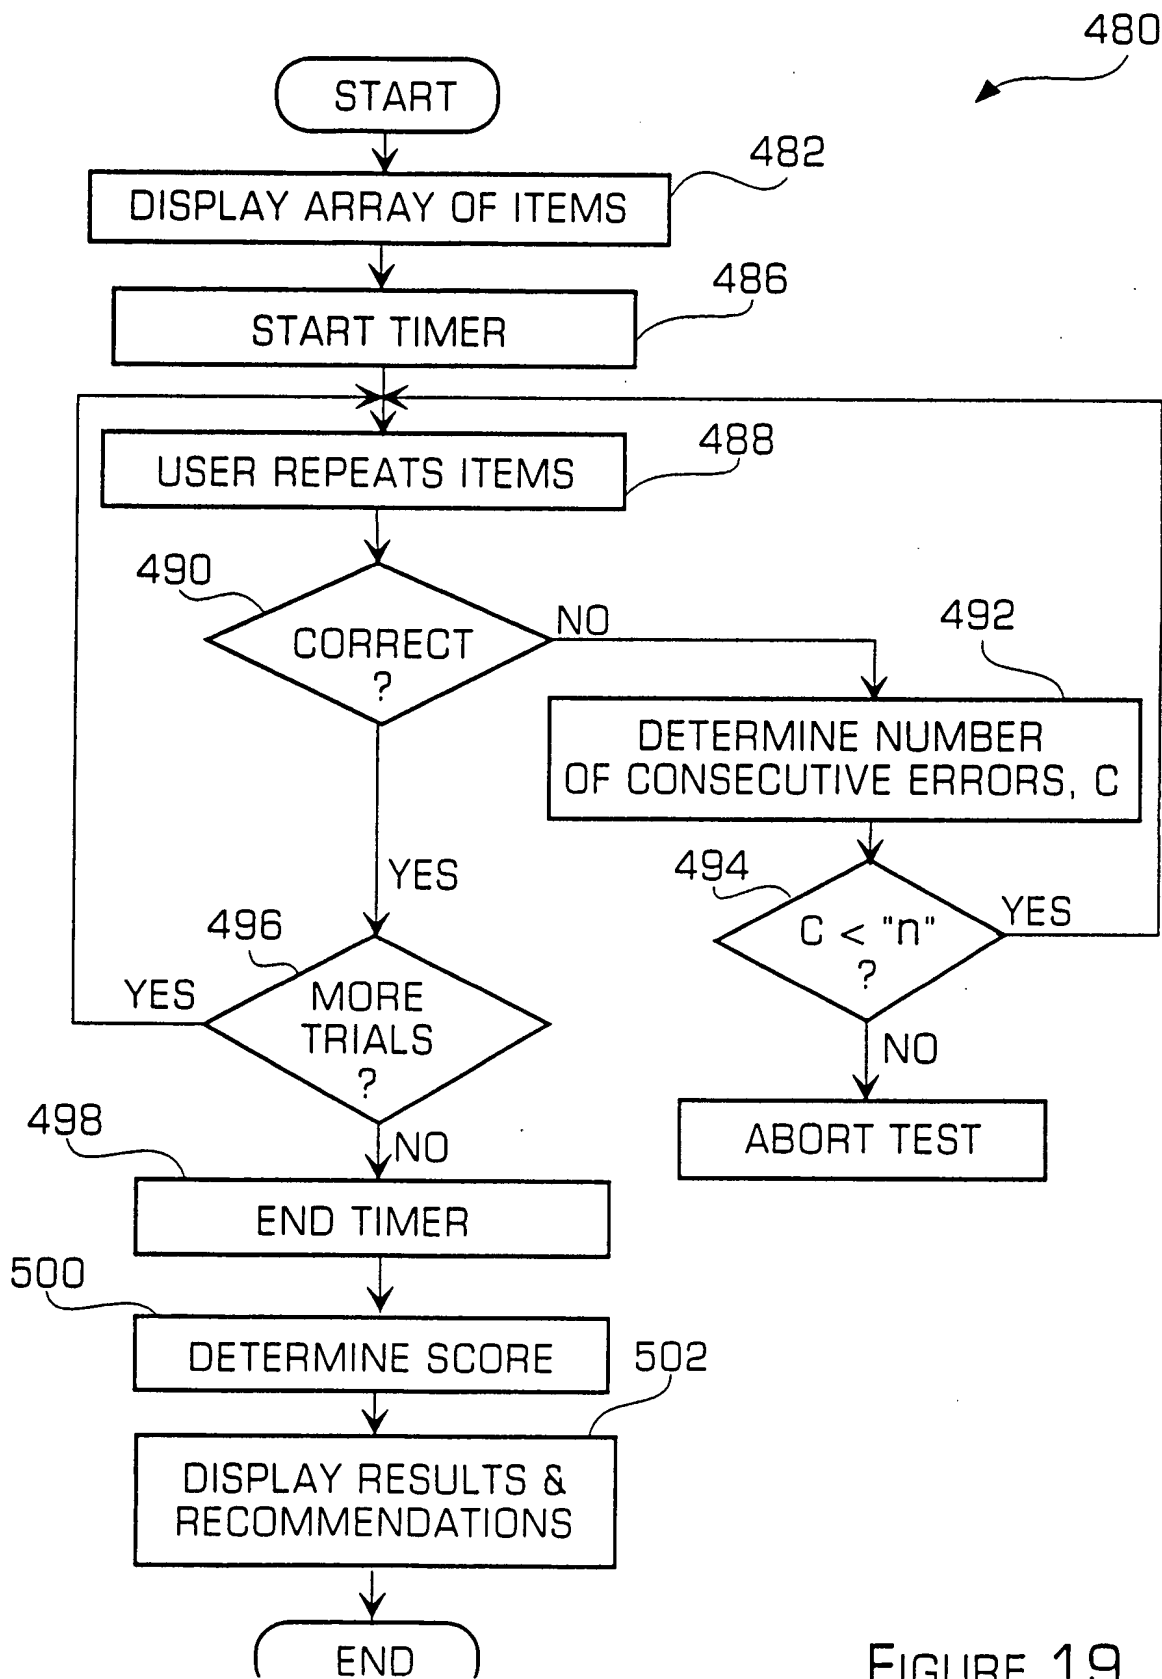 480
START
482
DISPLAY ARRAY OF ITEMS
486
START TIMER
488
USER REPEATS ITEMS
490
CORRECT
?
NO
492
DETERMINE NUMBER
OF CONSECUTIVE ERRORS, C
YES
494
C < "n"
?
YES
NO
ABORT TEST
496
MORE
TRIALS
?
YES
NO
498
END TIMER
500
DETERMINE SCORE
502
DISPLAY RESULTS &
RECOMMENDATIONS
END
FIGURE 19